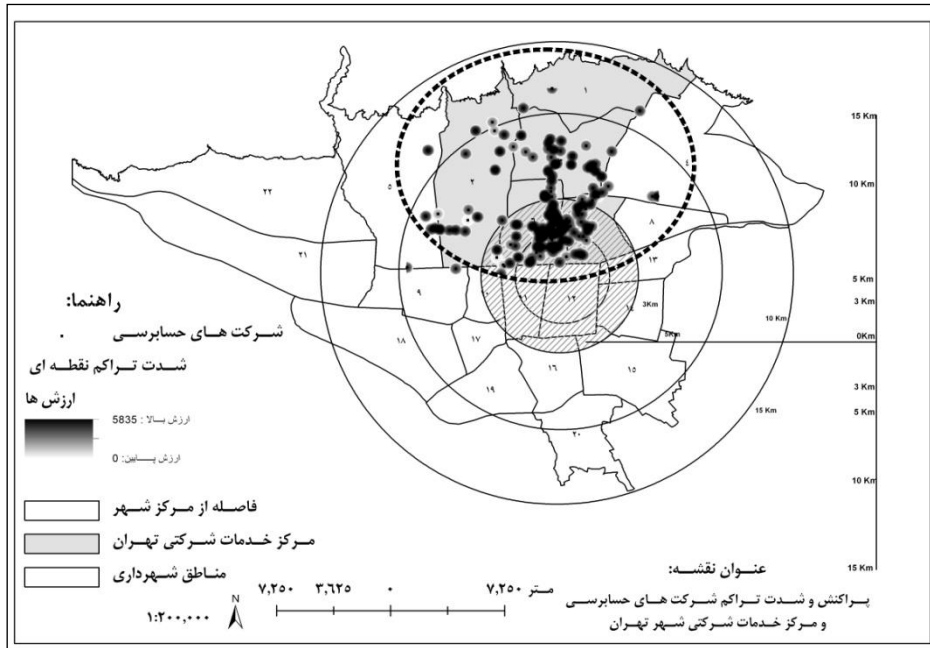 راهنما:
شرکت های حسابرسی
شدت تراکم نقطه ای
ارزش ها
ارزش بالا : 5835
ارزش پایین: 0
فاصله از مرکز شهر
مرکز خدمات شرکتی تهران
مناطق شهرداری
۷,۲۵۰ ۳,۶۲۵ ۰ ۷,۲۵۰ متر
۱:۲۰۰,۰۰۰
N
عنوان نقشه:
پراکنش و شدت تراکم شرکت های حسابرسی
و مرکز خدمات شرکتی شهر تهران
15 Km
10 Km
5 Km
3 Km
0Km
3 Km
5 Km
10 Km
15 Km
3Km
5Km
10 Km
15 Km
۱
۲
۴
۵
۸
۹
۱۲
۱۳
۱۵
۱۶
۱۷
۱۸
۱۹
۲۰
۲۱
۲۲